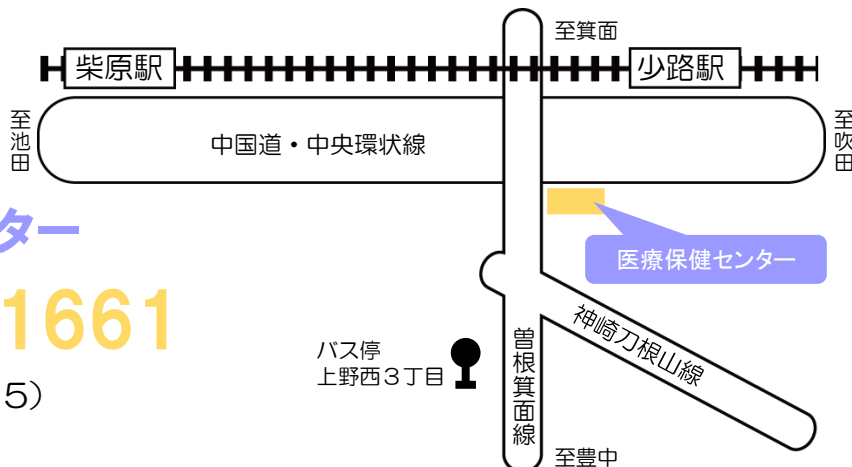 至箕面
柴原駅
少路駅
至池田
中国道・中央環状線
至吹田
ター
医療保健センター
1661
神崎刀根山線
曽根箕面線
バス停
上野西3丁目
5)
至豊中